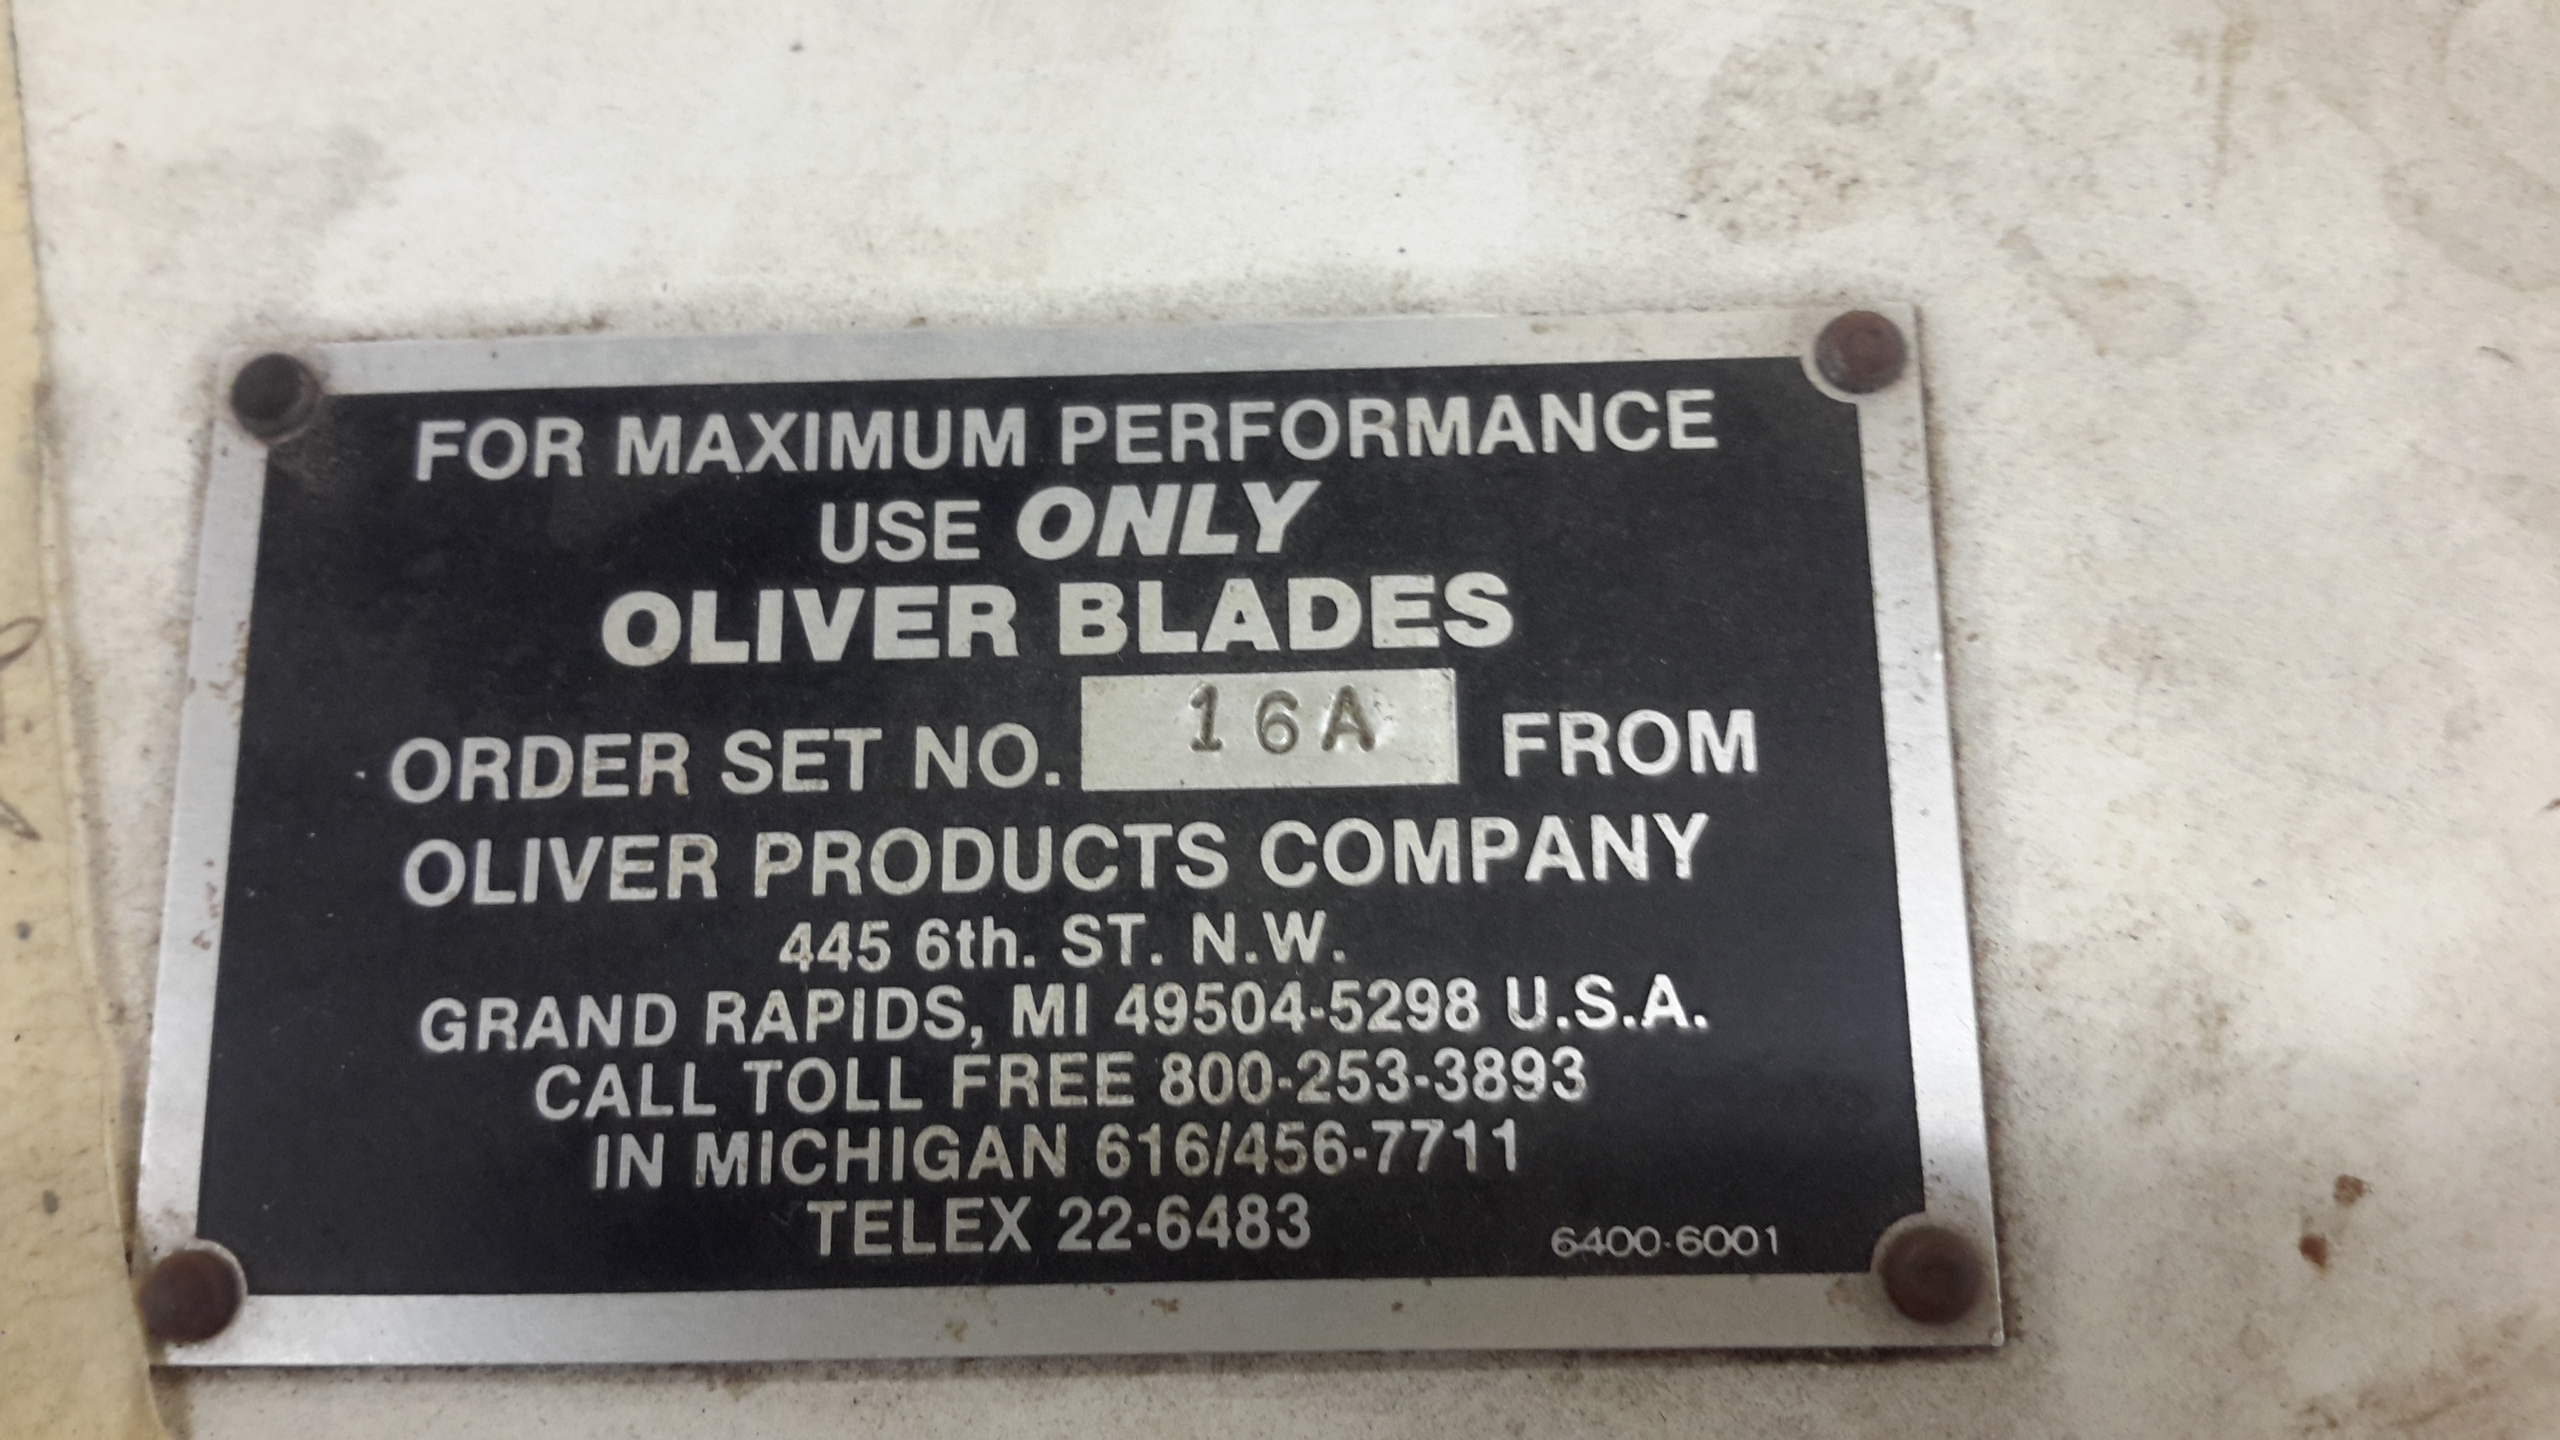 FOR MAXIMUM PERFORMANCE
USE ONLY
OLIVER BLADES
ORDER SET NO. 16A FROM
OLIVER PRODUCTS COMPANY
445 6th. ST. N.W.
GRAND RAPIDS, MI 49504-5298 U.S.A.
CALL TOLL FREE 800-253-3893
IN MICHIGAN 616/456-7711
TELEX 22-6483
6400-6001